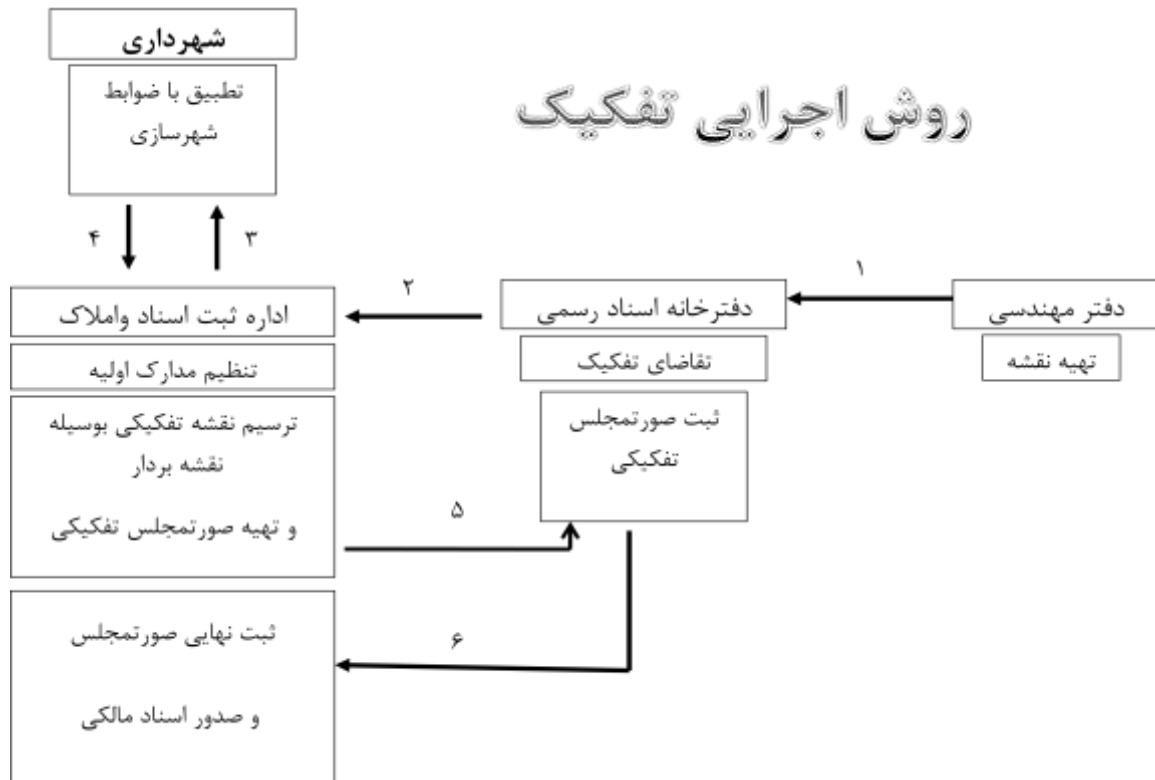 شهرداری
تطبیق با ضوابط
شهرسازی
روش اجرایی تفکیک
۴
۳
۱
۲
دفتر مهندسی
تهیه نقشه
دفترخانه اسناد رسمی
تقاضای تفکیک
ثبت صورتمجلس
تفکیکی
اداره ثبت اسناد واملاک
تنظیم مدارک اولیه
ترسیم نقشه تفکیکی بوسیله
نقشه بردار
و تهیه صورتمجلس تفکیکی
۵
۶
ثبت نهایی صورتمجلس
و صدور اسناد مالکی